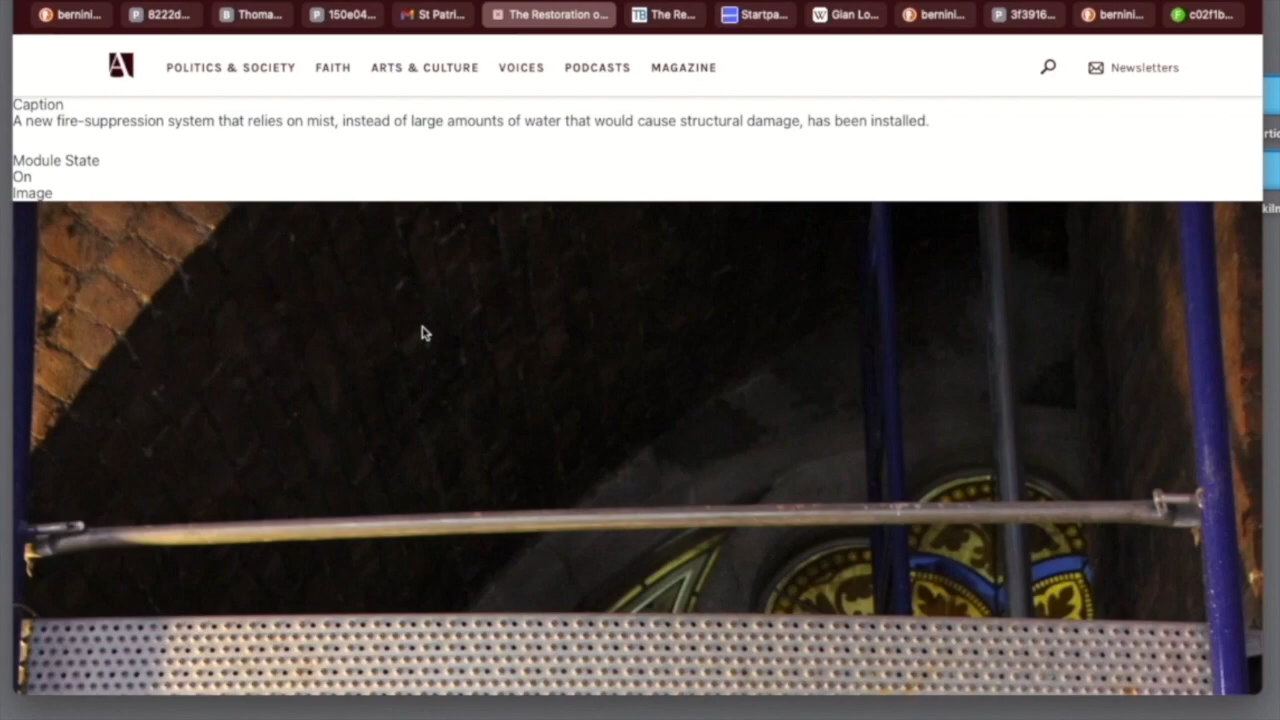 bernini...
8222d...
Thoma...
150e04...
St Patri...
The Restoration o...
The Re...
Startpa...
Gian Lo...
bernini...
3f3916...
bernini...
c02f1b...
A
POLITICS & SOCIETY
FAITH
ARTS & CULTURE
VOICES
PODCASTS
MAGAZINE
Newsletters
Caption
A new fire-suppression system that relies on mist, instead of large amounts of water that would cause structural damage, has been installed.
Module State
On
Image